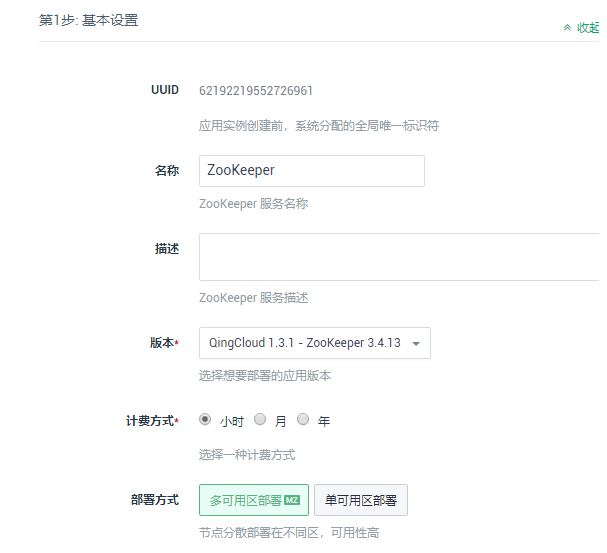 第1步: 基本设置
收起
UUID 62192219552726961
应用实例创建前，系统分配的全局唯一标识符
名称 ZooKeeper
ZooKeeper 服务名称
描述
ZooKeeper 服务描述
版本* QingCloud 1.3.1 - ZooKeeper 3.4.13
选择想要部署的应用版本
计费方式* 小时 月 年
选择一种计费方式
部署方式 多可用区部署 MZ 单可用区部署
节点分散部署在不同区，可用性高